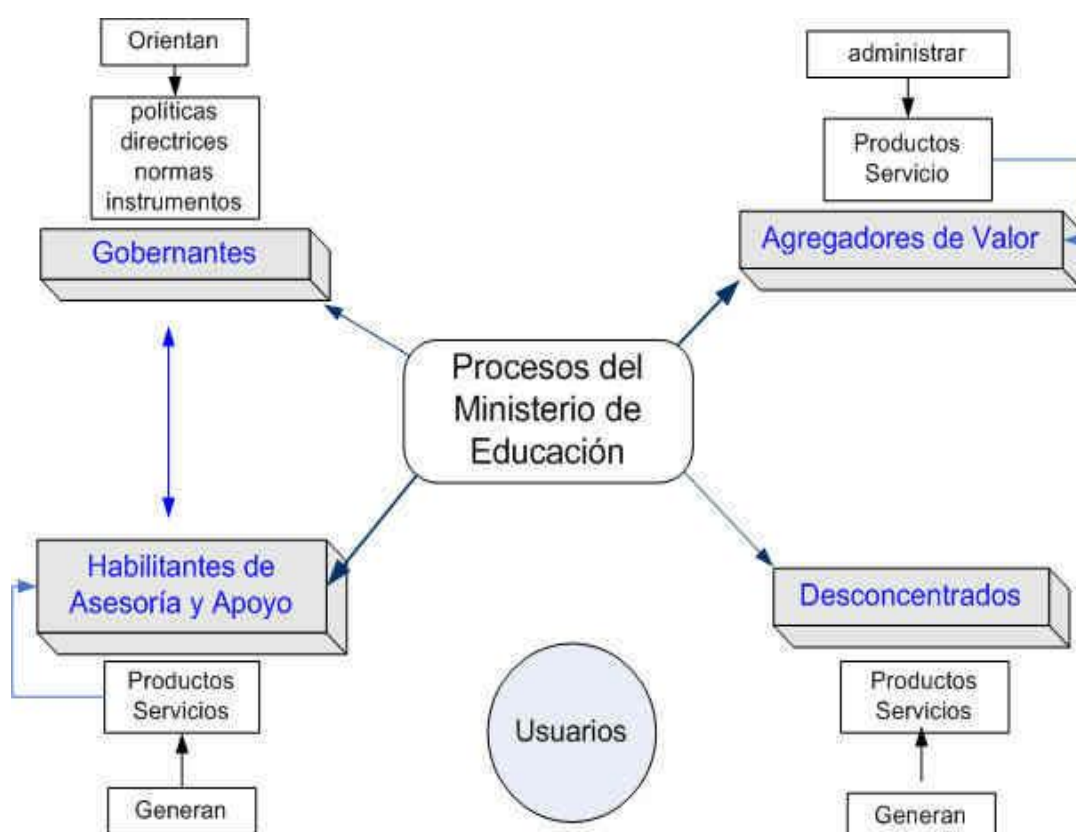 Orientan
políticas
directrices
normas
instrumentos
Gobernantes
administrar
Productos
Servicio
Agregadores de Valor
Procesos del
Ministerio de
Educación
Habilitantes de
Asesoría y Apoyo
Productos
Servicios
Generan
Usuarios
Desconcentrados
Productos
Servicios
Generan